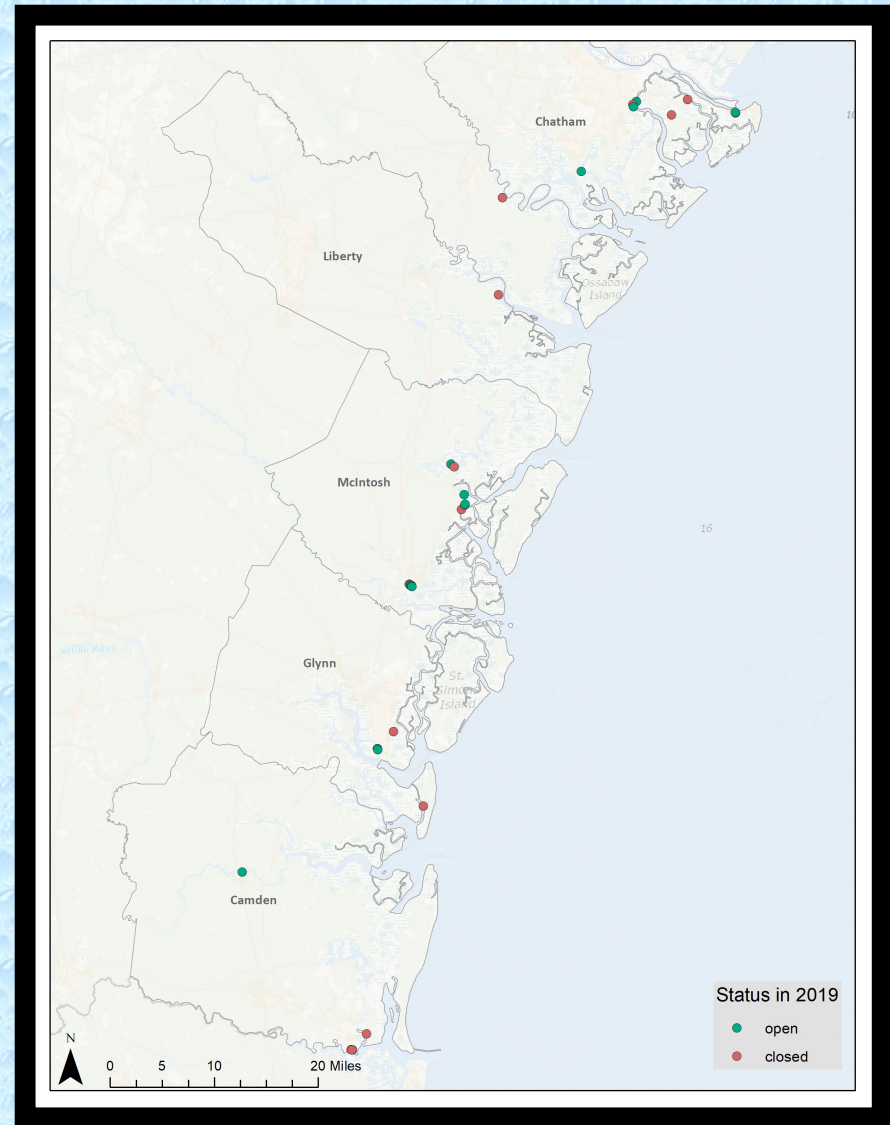 Savannah
Chatham
Liberty
Ossabaw
Island
McIntosh
16
Glynn
St.
Simons
Island
Camden
Status in 2019
open
closed
N
0 5 10 20 Miles